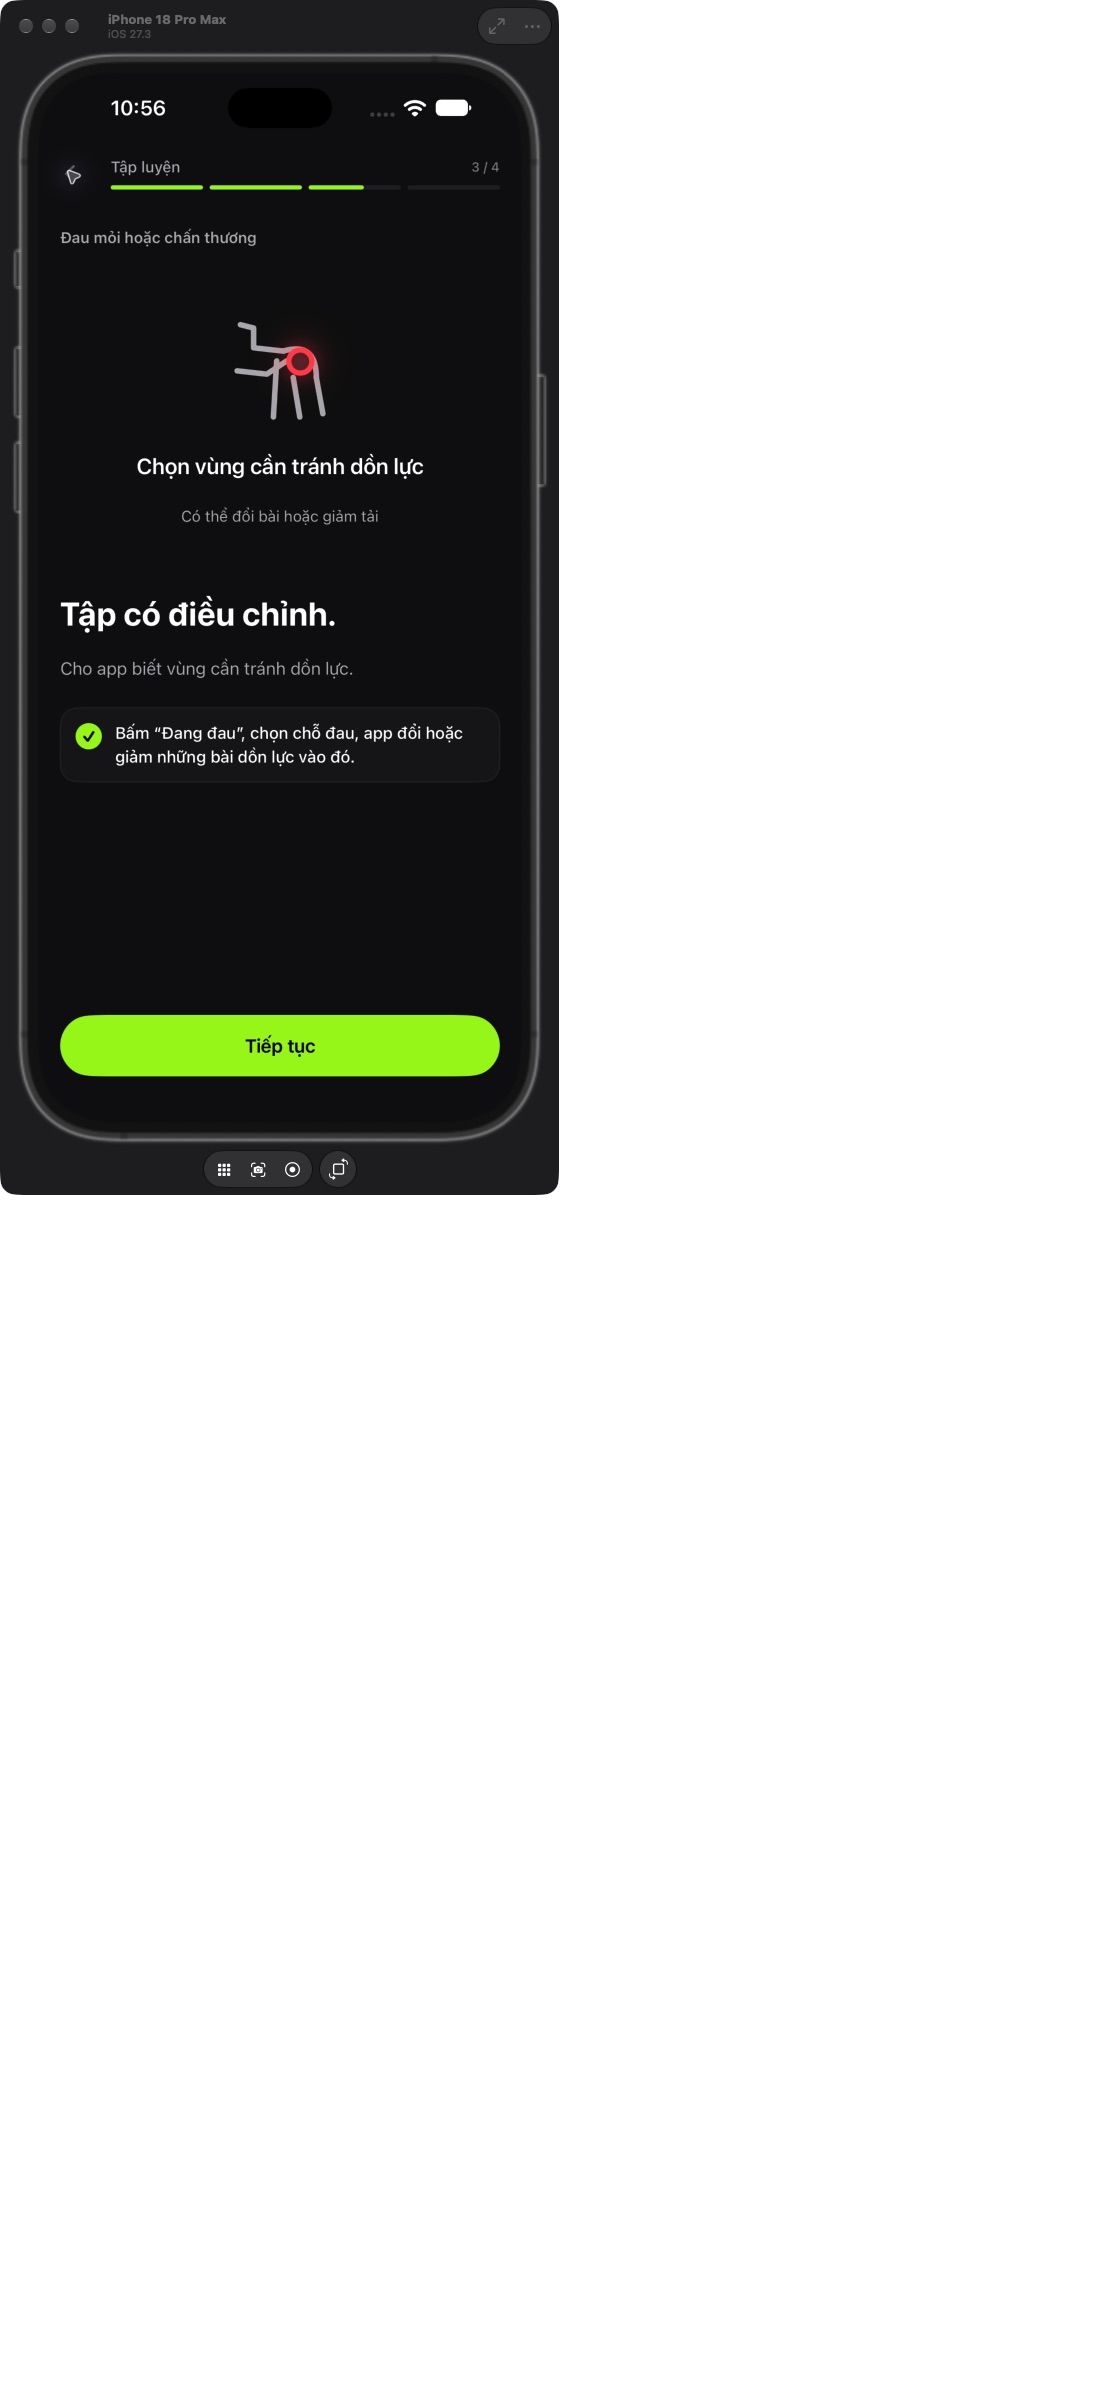 iPhone 18 Pro Max
iOS 27.3
10:56
Tập luyện
3 / 4
Đau mỏi hoặc chấn thương
Chọn vùng cần tránh dồn lực
Có thể đổi bài hoặc giảm tải
Tập có điều chỉnh.
Cho app biết vùng cần tránh dồn lực.
Bấm “Đang đau”, chọn chỗ đau, app đổi hoặc
giảm những bài dồn lực vào đó.
Tiếp tục